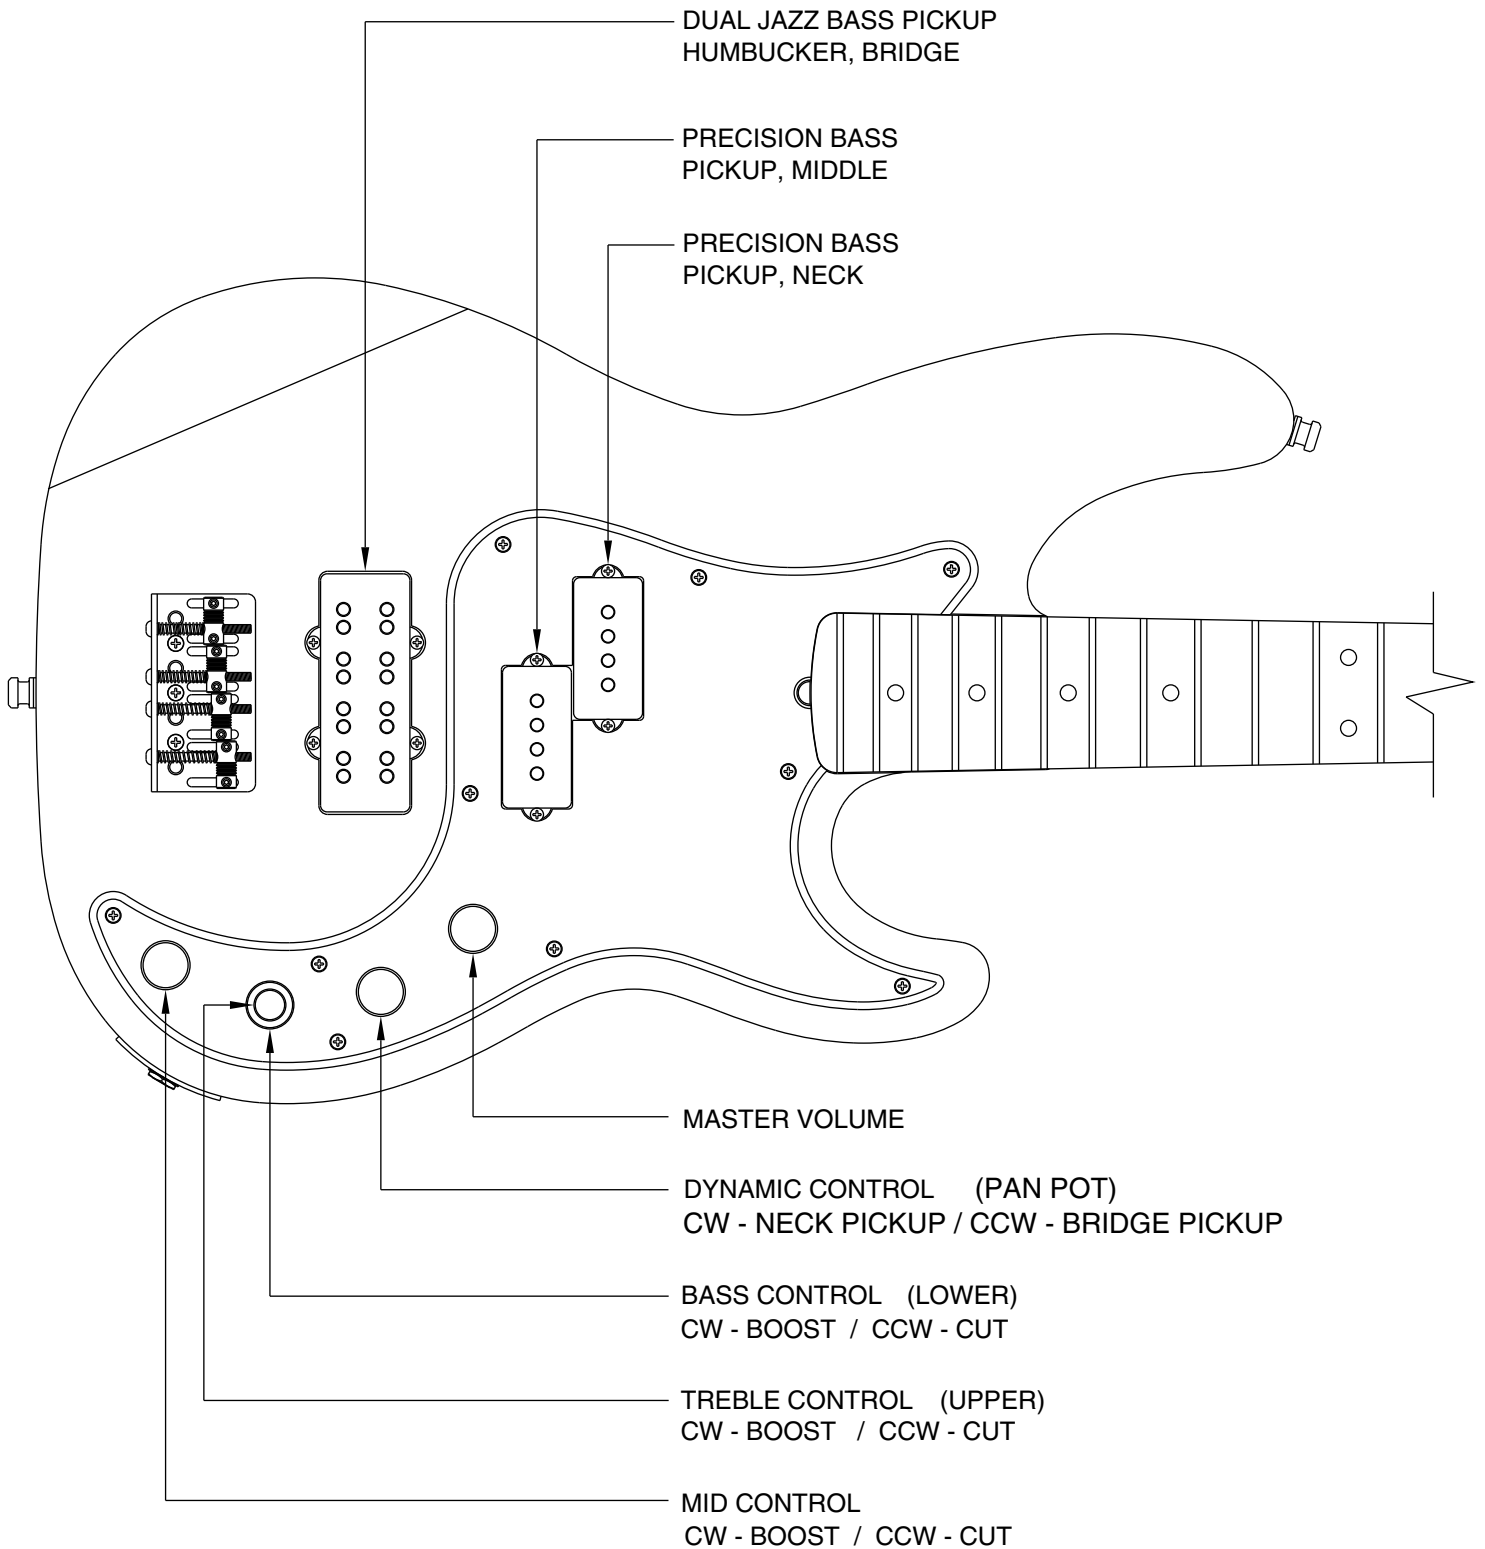 DUAL JAZZ BASS PICKUP
HUMBUCKER, BRIDGE
PRECISION BASS
PICKUP, MIDDLE
PRECISION BASS
PICKUP, NECK
MASTER VOLUME
DYNAMIC CONTROL (PAN POT)
CW - NECK PICKUP / CCW - BRIDGE PICKUP
BASS CONTROL (LOWER)
CW - BOOST / CCW - CUT
TREBLE CONTROL (UPPER)
CW - BOOST / CCW - CUT
MID CONTROL
CW - BOOST / CCW - CUT